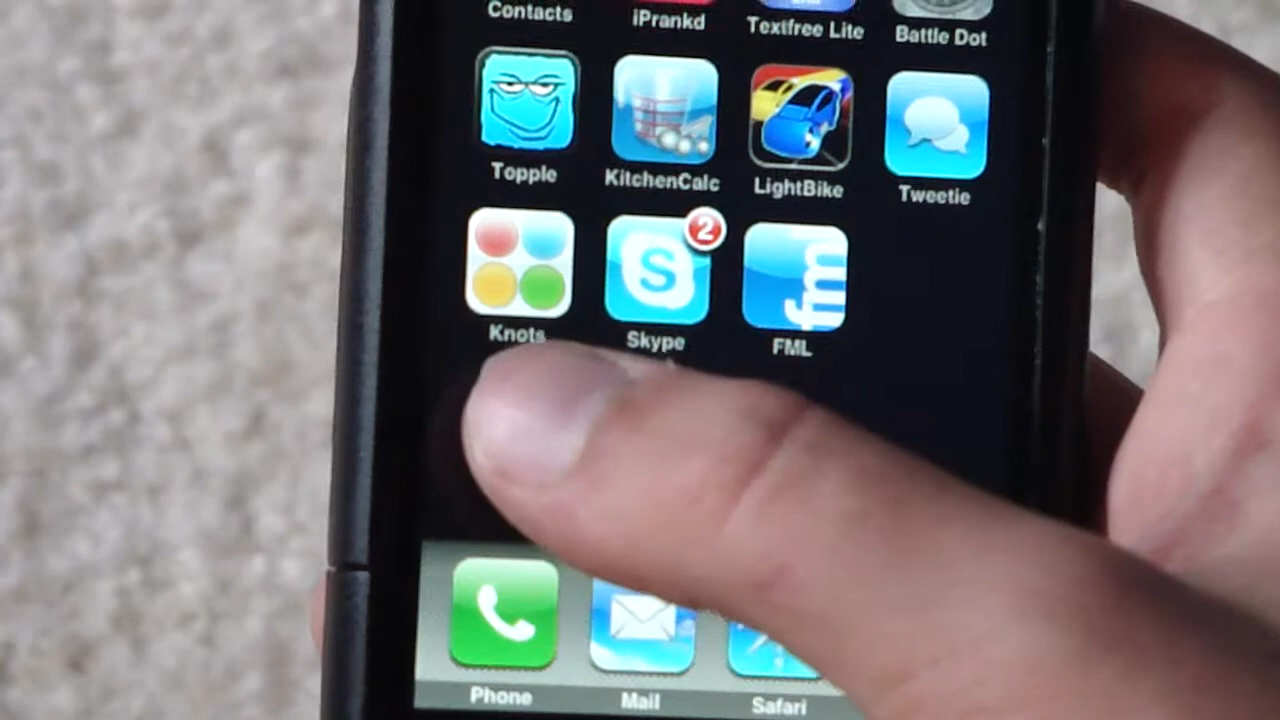 Contacts iPrankd Textfree Lite Battle Dot
Topple KitchenCalc LightBike Tweetie
2
S fm
Knots Skype FML
Phone Mail Safari